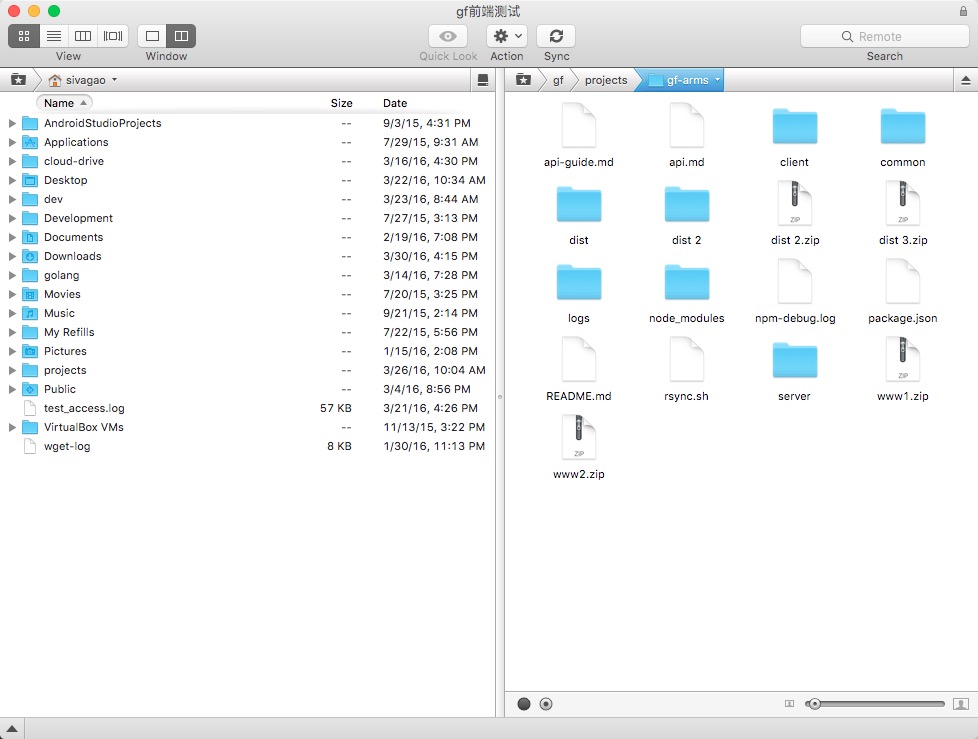 gf前端测试
View
Window
Quick Look
Action
Sync
Remote
Search
sivagao
Name Size Date
AndroidStudioProjects -- 9/3/15, 4:31 PM
Applications -- 7/29/15, 9:31 AM
cloud-drive -- 3/16/16, 4:30 PM
Desktop -- 3/22/16, 10:34 AM
dev -- 3/23/16, 8:44 AM
Development -- 7/27/15, 3:13 PM
Documents -- 2/19/16, 7:08 PM
Downloads -- 3/30/16, 4:15 PM
golang -- 3/14/16, 7:28 PM
Movies -- 7/20/15, 3:25 PM
Music -- 9/21/15, 2:14 PM
My Refills -- 7/22/15, 5:56 PM
Pictures -- 1/15/16, 2:08 PM
projects -- 3/26/16, 10:04 AM
Public -- 3/4/16, 8:56 PM
test_access.log 57 KB 3/21/16, 4:26 PM
VirtualBox VMs -- 11/13/15, 3:22 PM
wget-log 8 KB 1/30/16, 11:13 PM
gf projects gf-arms
api-guide.md api.md client common
ZIP ZIP
dist dist 2 dist 2.zip dist 3.zip
logs node_modules npm-debug.log package.json
ZIP
README.md rsync.sh server www1.zip
ZIP
www2.zip